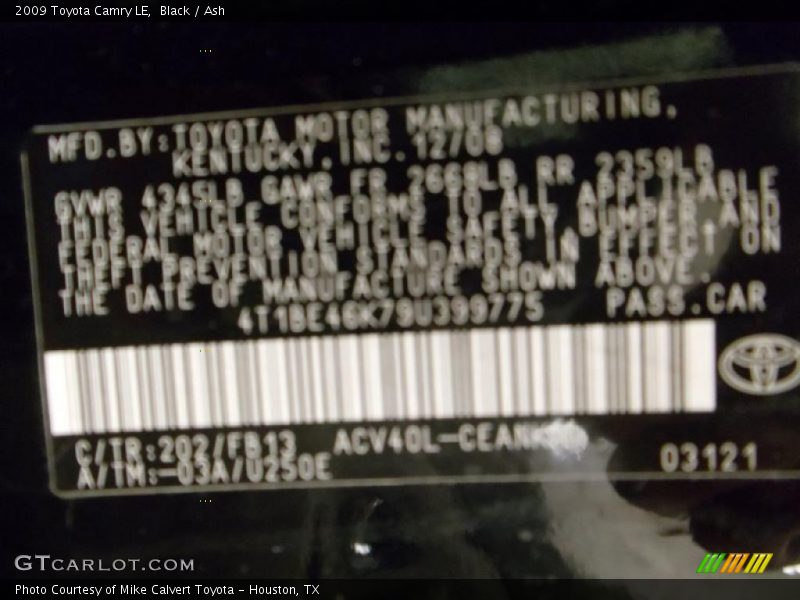 2009 Toyota Camry LE,  Black / Ash
MFD.BY:TOYOTA MOTOR MANUFACTURING,
KENTUCKY,INC.12/08
GVWR 4345LB GAWR FR 2668LB RR 2359LB
THIS VEHICLE CONFORMS TO ALL APPLICABLE
FEDERAL MOTOR VEHICLE SAFETY,BUMPER,AND
THEFT PREVENTION STANDARDS IN EFFECT ON
THE DATE OF MANUFACTURE SHOWN ABOVE.
4T1BE46K79U399775 PASS.CAR
C/TR:202/FB13 ACV40L-CEANKA
A/TM:-03A/U250E 03121
GTCARLOT.COM
Photo Courtesy of Mike Calvert Toyota - Houston, TX